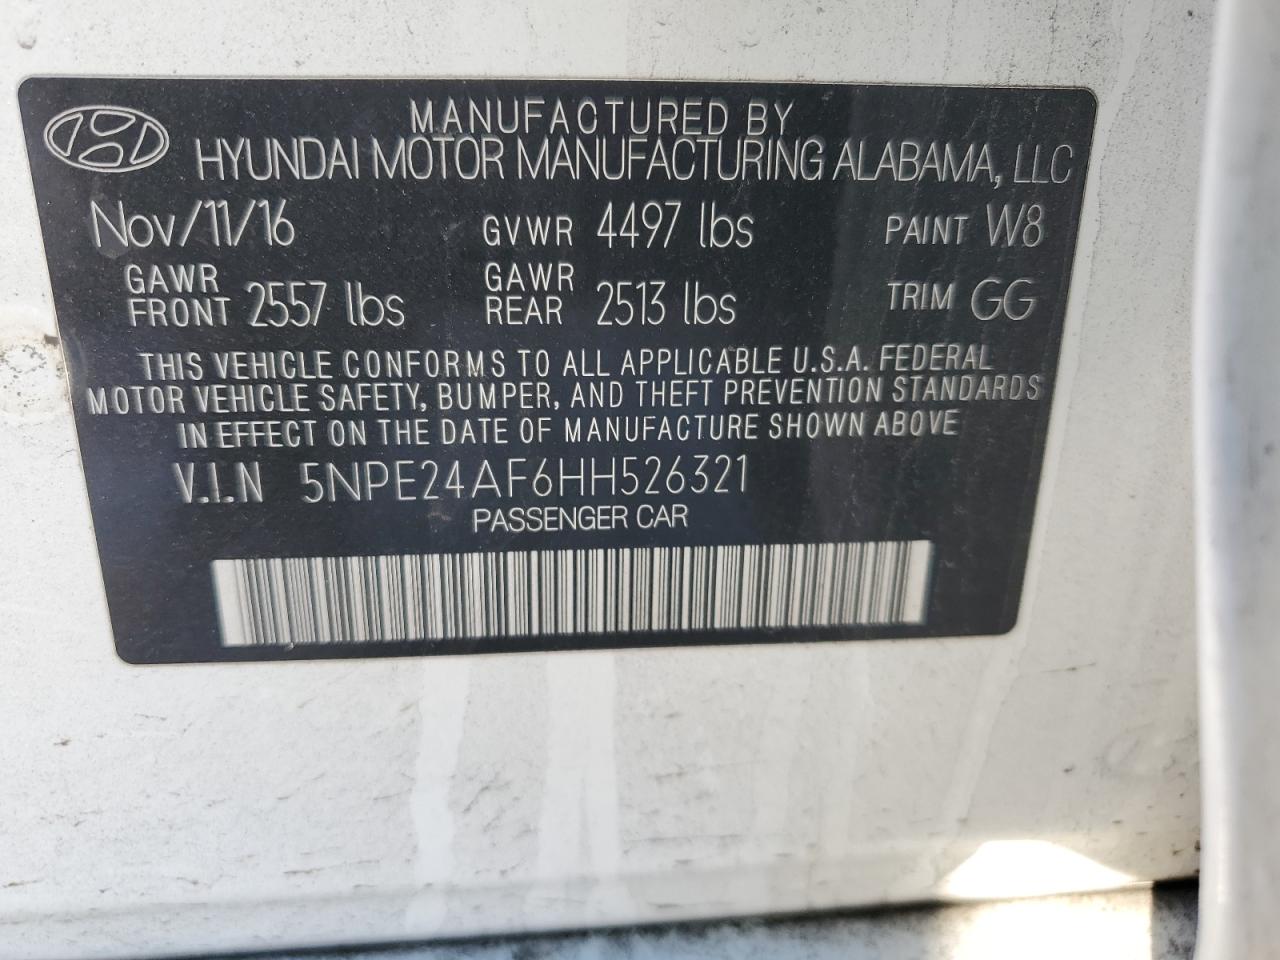 MANUFACTURED BY
HYUNDAI MOTOR MANUFACTURING ALABAMA, LLC
Nov/11/16 GVWR 4497 lbs PAINT W8
GAWR FRONT 2557 lbs GAWR REAR 2513 lbs TRIM GG
THIS VEHICLE CONFORMS TO ALL APPLICABLE U.S.A. FEDERAL
MOTOR VEHICLE SAFETY, BUMPER, AND THEFT PREVENTION STANDARDS
IN EFFECT ON THE DATE OF MANUFACTURE SHOWN ABOVE
V.I.N 5NPE24AF6HH526321
PASSENGER CAR